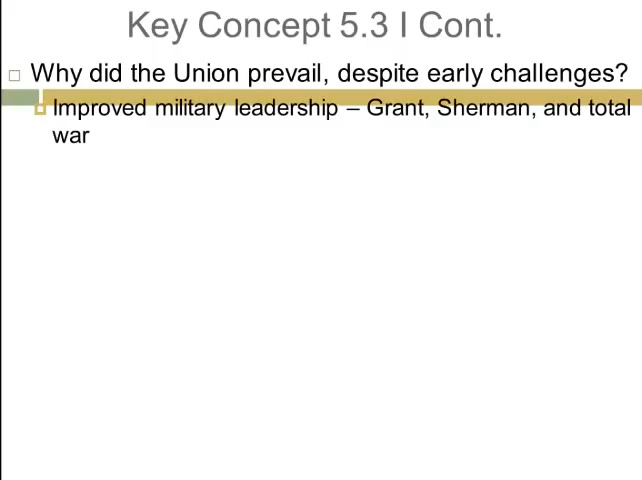 Key Concept 5.3 I Cont.
Why did the Union prevail, despite early challenges?
Improved military leadership – Grant, Sherman, and total
war